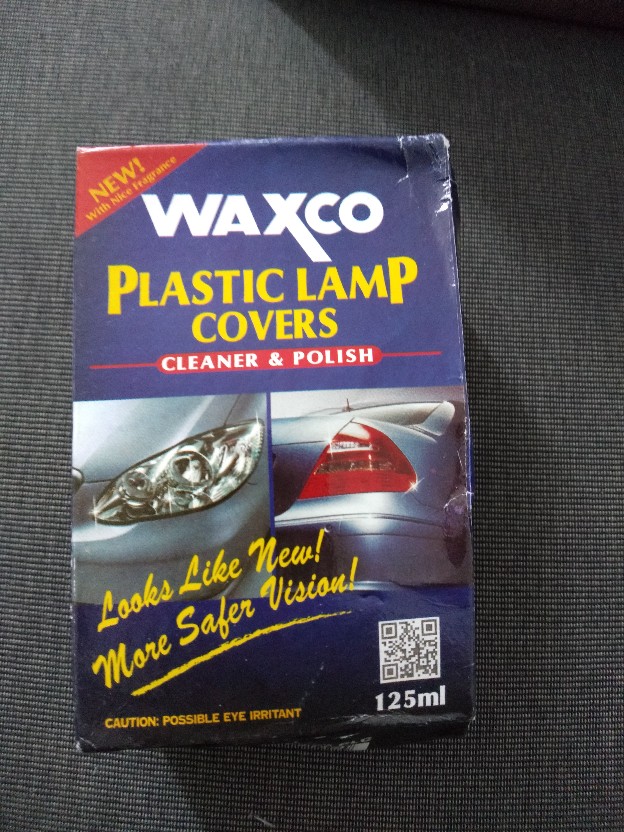 NEW!
With Nice Fragrance
WAXCO
PLASTIC LAMP
COVERS
CLEANER & POLISH
Looks Like New!
More Safer Vision!
125ml
CAUTION: POSSIBLE EYE IRRITANT